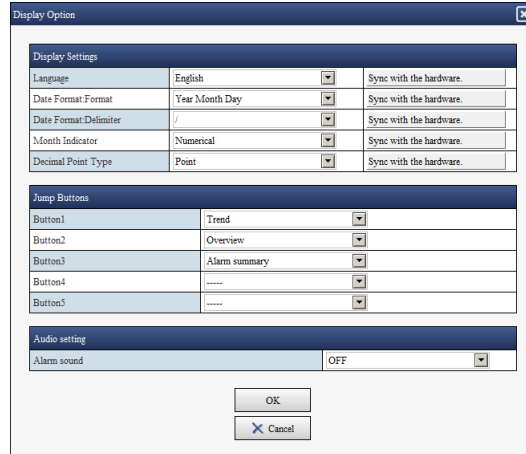 Display Option
Display Settings
Language English Sync with the hardware.
Date Format:Format Year Month Day Sync with the hardware.
Date Format:Delimiter / Sync with the hardware.
Month Indicator Numerical Sync with the hardware.
Decimal Point Type Point Sync with the hardware.
Jump Buttons
Button1 Trend
Button2 Overview
Button3 Alarm summary
Button4 -----
Button5 -----
Audio setting
Alarm sound OFF
OK
Cancel